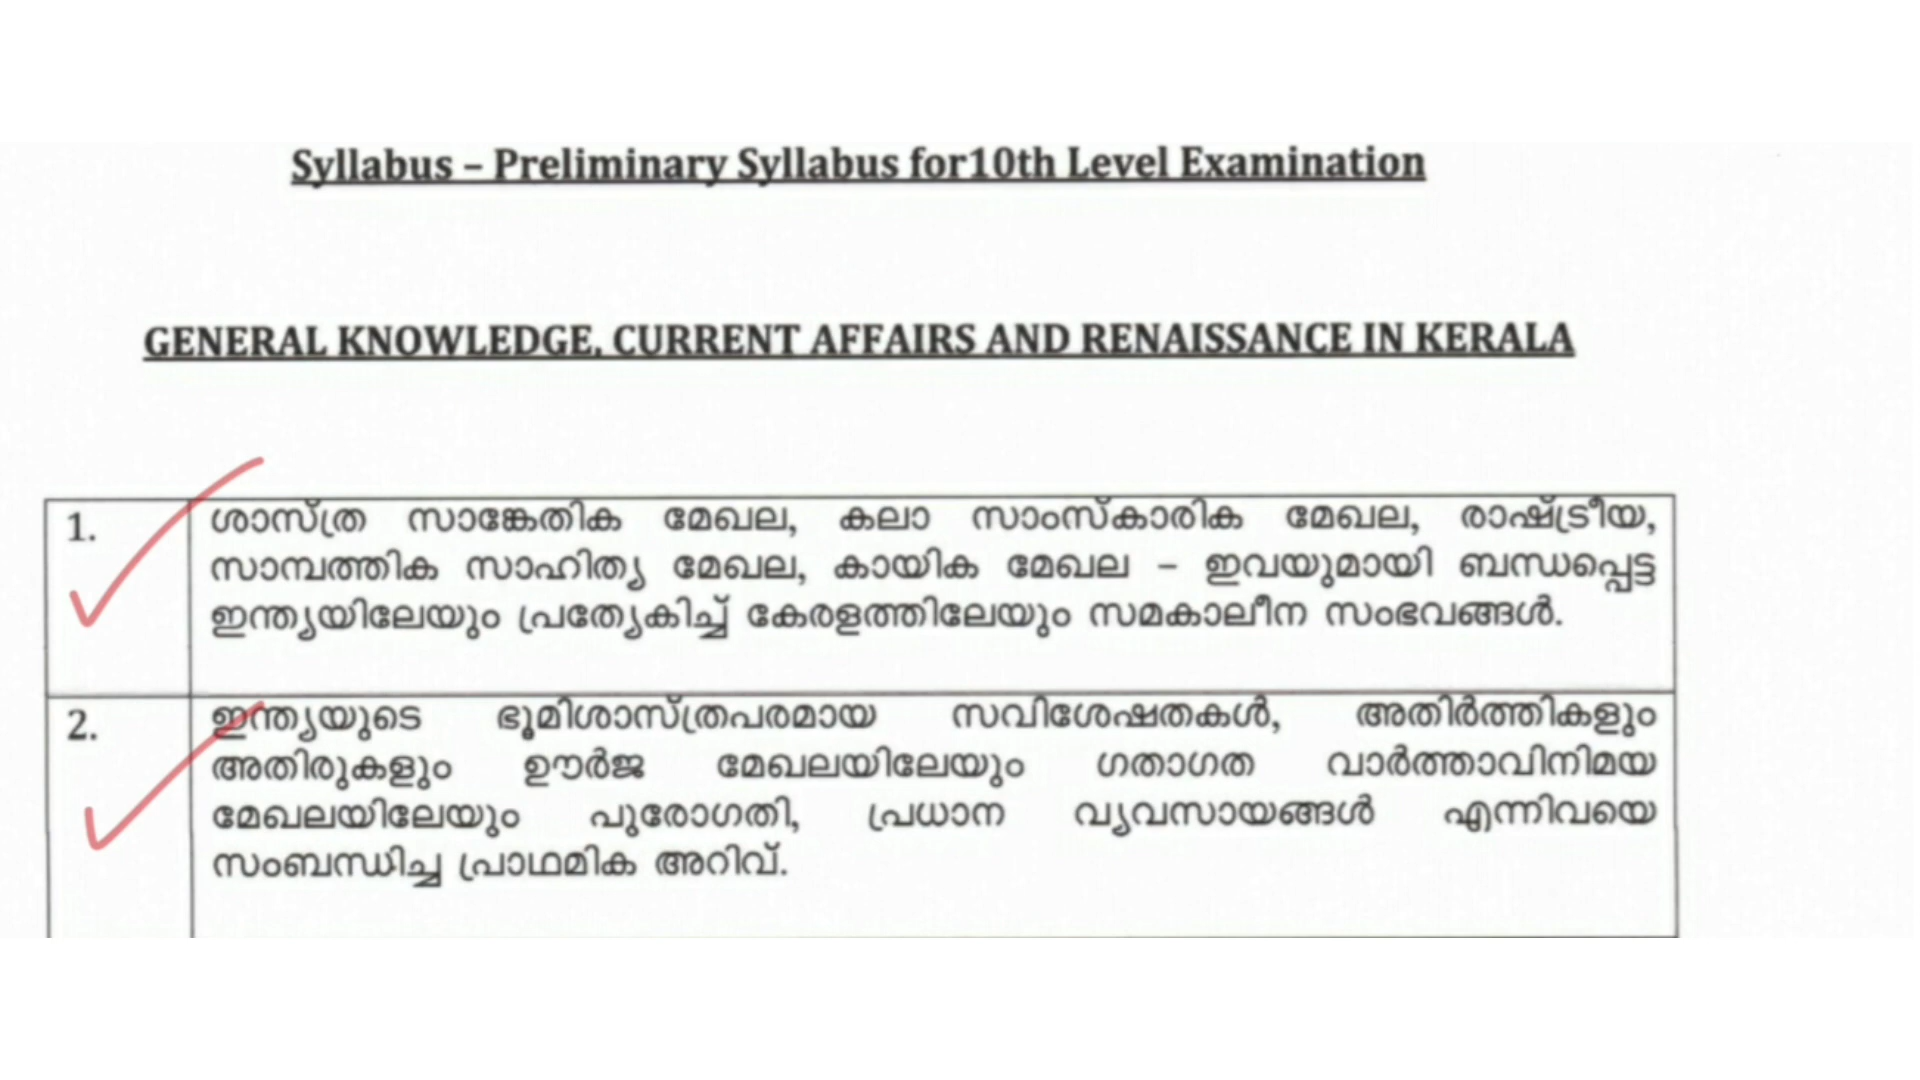 Syllabus – Preliminary Syllabus for10th Level Examination
GENERAL KNOWLEDGE, CURRENT AFFAIRS AND RENAISSANCE IN KERALA
1.
ശാസ്ത്ര സാങ്കേതിക മേഖല, കലാ സാംസ്കാരിക മേഖല, രാഷ്ട്രീയ,
സാമ്പത്തിക സാഹിത്യ മേഖല, കായിക മേഖല – ഇവയുമായി ബന്ധപ്പെട്ട
ഇന്ത്യയിലേയും പ്രത്യേകിച്ച് കേരളത്തിലേയും സമകാലീന സംഭവങ്ങൾ.
2.
ഇന്ത്യയുടെ ഭൂമിശാസ്ത്രപരമായ സവിശേഷതകൾ, അതിർത്തികളും
അതിരുകളും ഊർജ മേഖലയിലേയും ഗതാഗത വാർത്താവിനിമയ
മേഖലയിലേയും പുരോഗതി, പ്രധാന വ്യവസായങ്ങൾ എന്നിവയെ
സംബന്ധിച്ച പ്രാഥമിക അറിവ്.